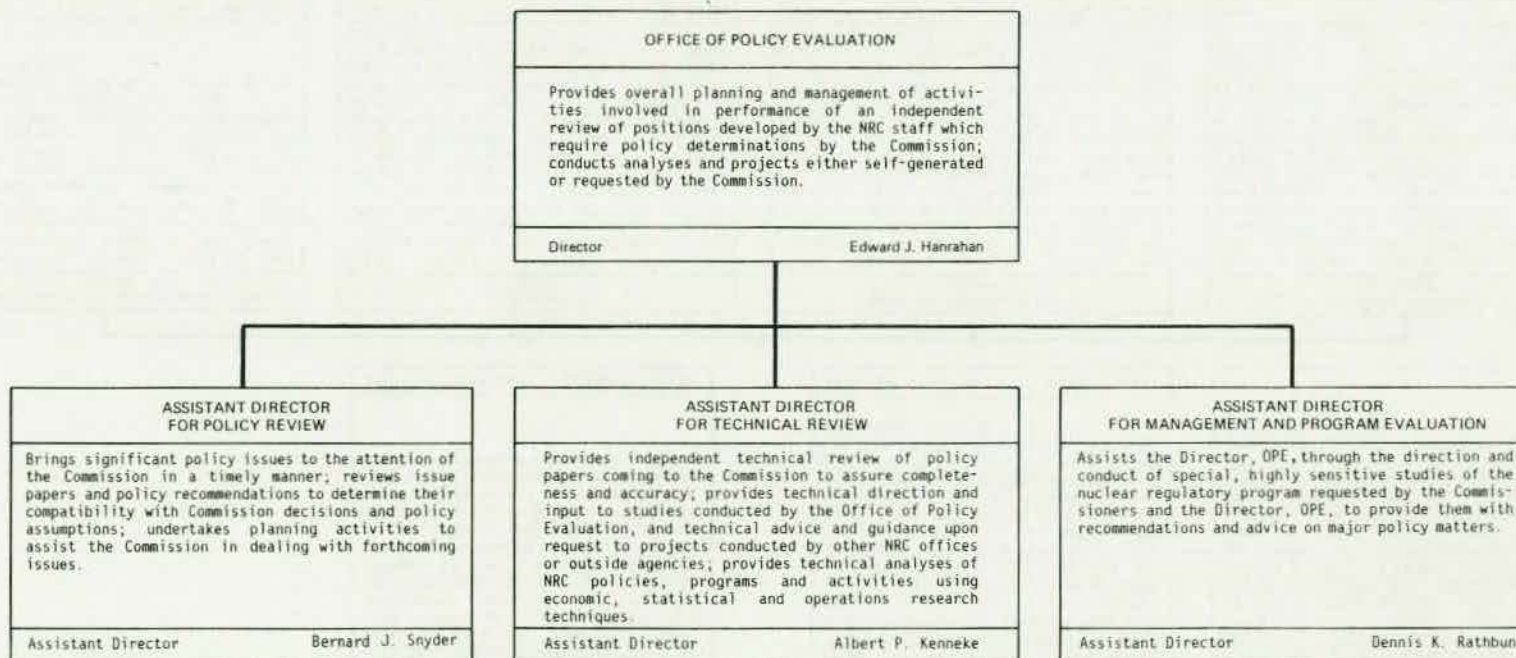 OFFICE OF POLICY EVALUATION
Provides overall planning and management of activi-
ties involved in performance of an independent
review of positions developed by the NRC staff which
require policy determinations by the Commission;
conducts analyses and projects either self-generated
or requested by the Commission.
Director Edward J. Hanrahan
ASSISTANT DIRECTOR
FOR POLICY REVIEW
Brings significant policy issues to the attention of
the Commission in a timely manner; reviews issue
papers and policy recommendations to determine their
compatibility with Commission decisions and policy
assumptions; undertakes planning activities to
assist the Commission in dealing with forthcoming
issues.
Assistant Director Bernard J. Snyder
ASSISTANT DIRECTOR
FOR TECHNICAL REVIEW
Provides independent technical review of policy
papers coming to the Commission to assure complete-
ness and accuracy; provides technical direction and
input to studies conducted by the Office of Policy
Evaluation, and technical advice and guidance upon
request to projects conducted by other NRC offices
or outside agencies; provides technical analyses of
NRC policies, programs and activities using
economic, statistical and operations research
techniques.
Assistant Director Albert P. Kenneke
ASSISTANT DIRECTOR
FOR MANAGEMENT AND PROGRAM EVALUATION
Assists the Director, OPE, through the direction and
conduct of special, highly sensitive studies of the
nuclear regulatory program requested by the Commis-
sioners and the Director, OPE, to provide them with
recommendations and advice on major policy matters.
Assistant Director Dennis K. Rathbun